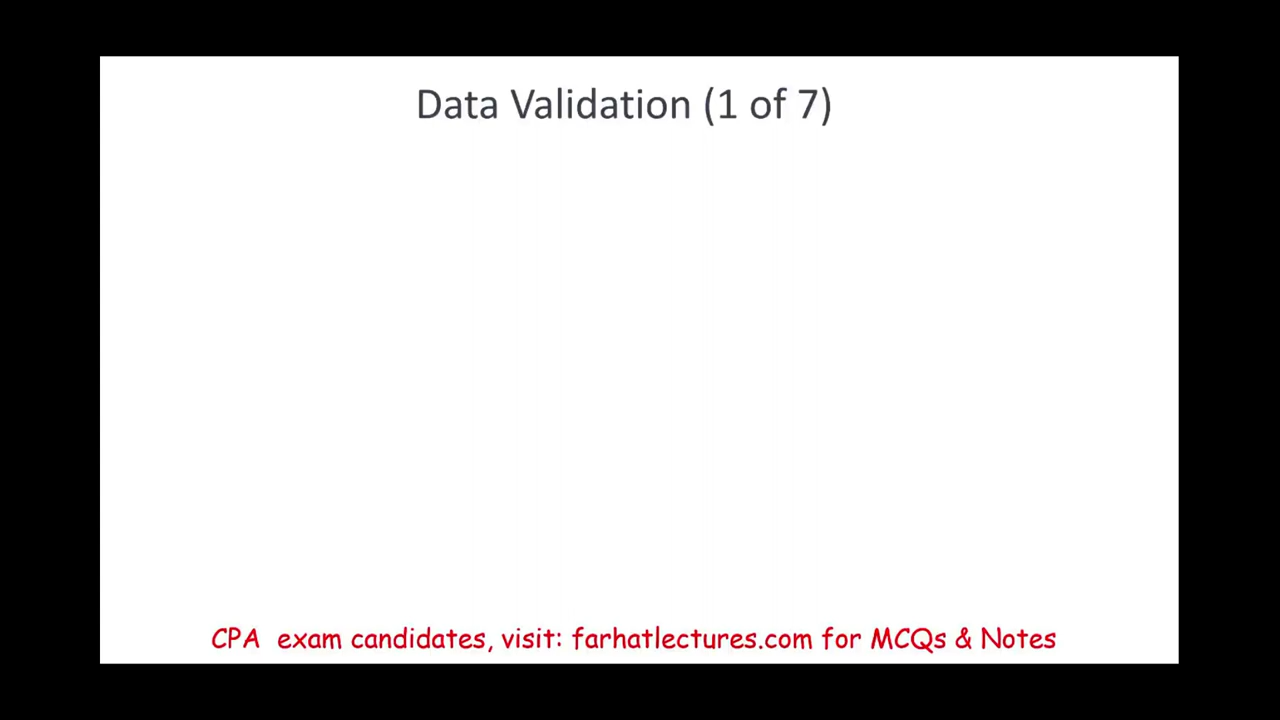 Data Validation (1 of 7)
CPA exam candidates, visit: farhatlectures.com for MCQs & Notes